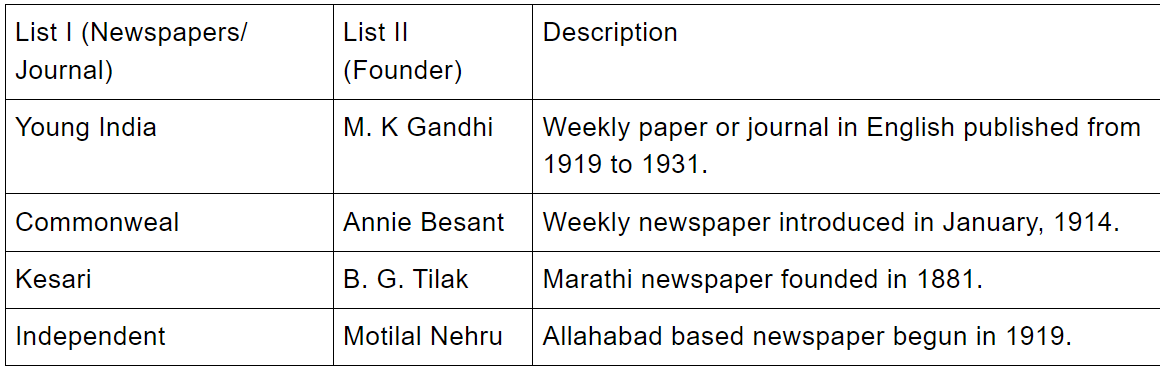 List I (Newspapers/
Journal)
List II
(Founder)
Description
Young India
M. K Gandhi
Weekly paper or journal in English published from
1919 to 1931.
Commonweal
Annie Besant
Weekly newspaper introduced in January, 1914.
Kesari
B. G. Tilak
Marathi newspaper founded in 1881.
Independent
Motilal Nehru
Allahabad based newspaper begun in 1919.